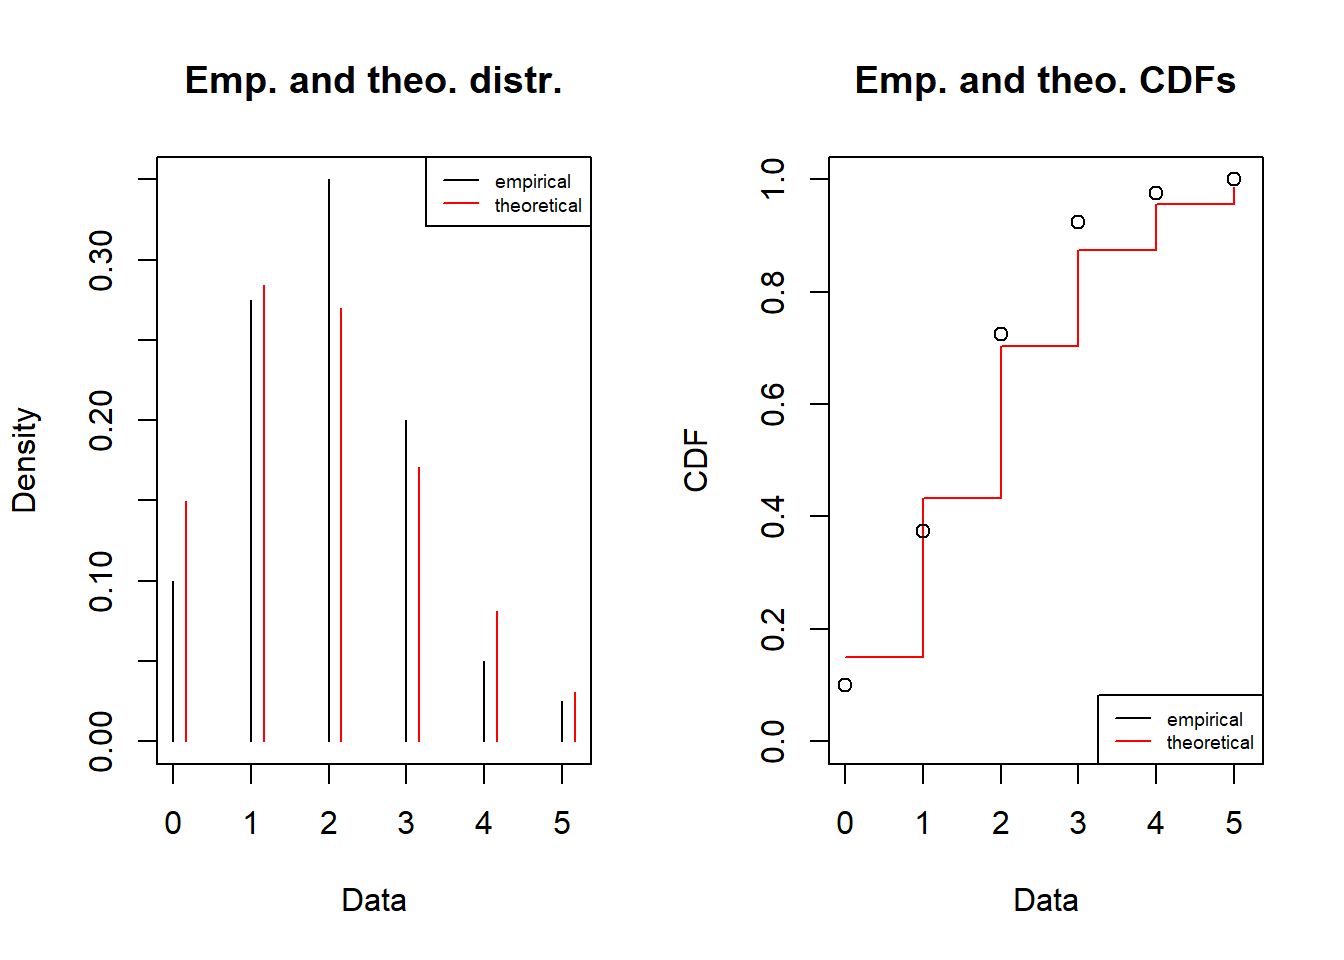 Emp. and theo. distr.
empirical
theoretical
Density
0.00
0.10
0.20
0.30
0 1 2 3 4 5
Data
Emp. and theo. CDFs
CDF
0.0
0.2
0.4
0.6
0.8
1.0
empirical
theoretical
0 1 2 3 4 5
Data